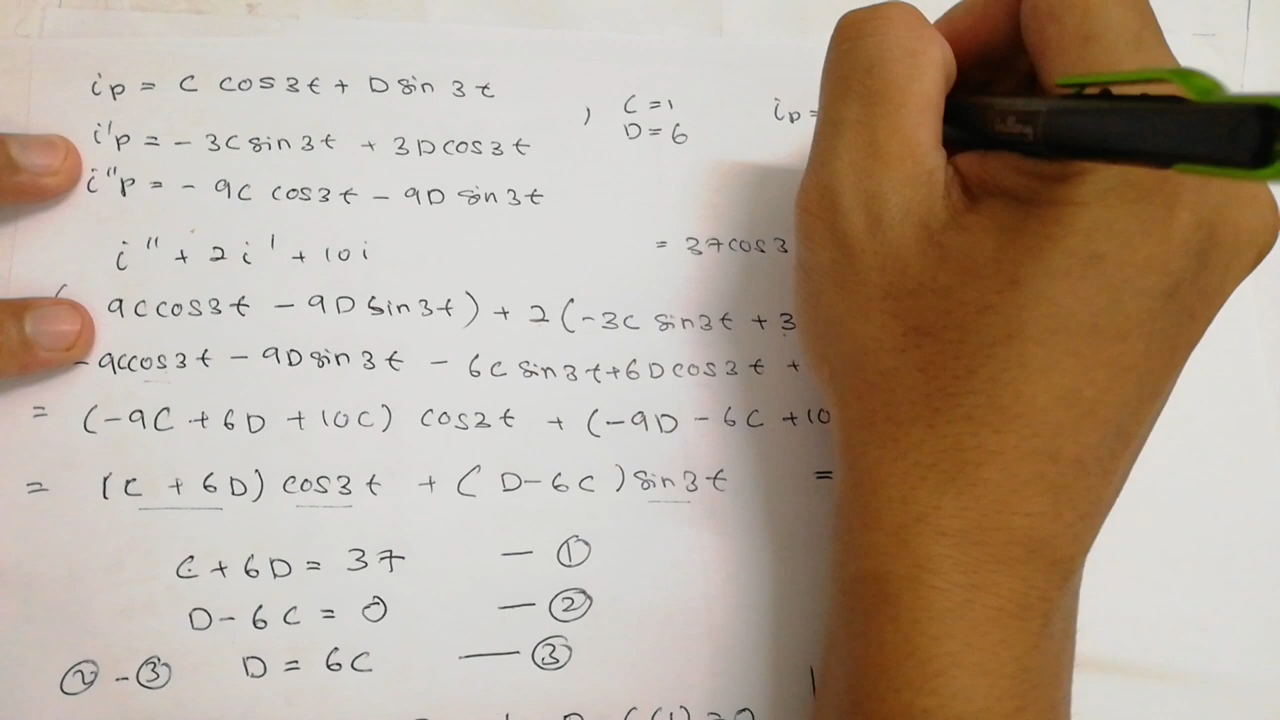 ip = C cos3t + D sin 3t
, C = 1
D = 6
ip =
i'p = - 3C sin 3t + 3D cos3t
i"p = - 9C cos3t - 9D sin 3t
i" + 2i' + 10i = 37cos3
( 9C cos3t - 9D sin3t) + 2 (-3C sin3t + 3
- 9C cos3t - 9D sin 3t - 6C sin3t + 6D cos3t +
= (-9C + 6D + 10C) cos2t + (-9D - 6C + 10
= (C + 6D) cos3t + (D - 6C) sin3t =
C + 6D = 37 — ①
D - 6C = 0 — ②
② - ③ D = 6C — ③